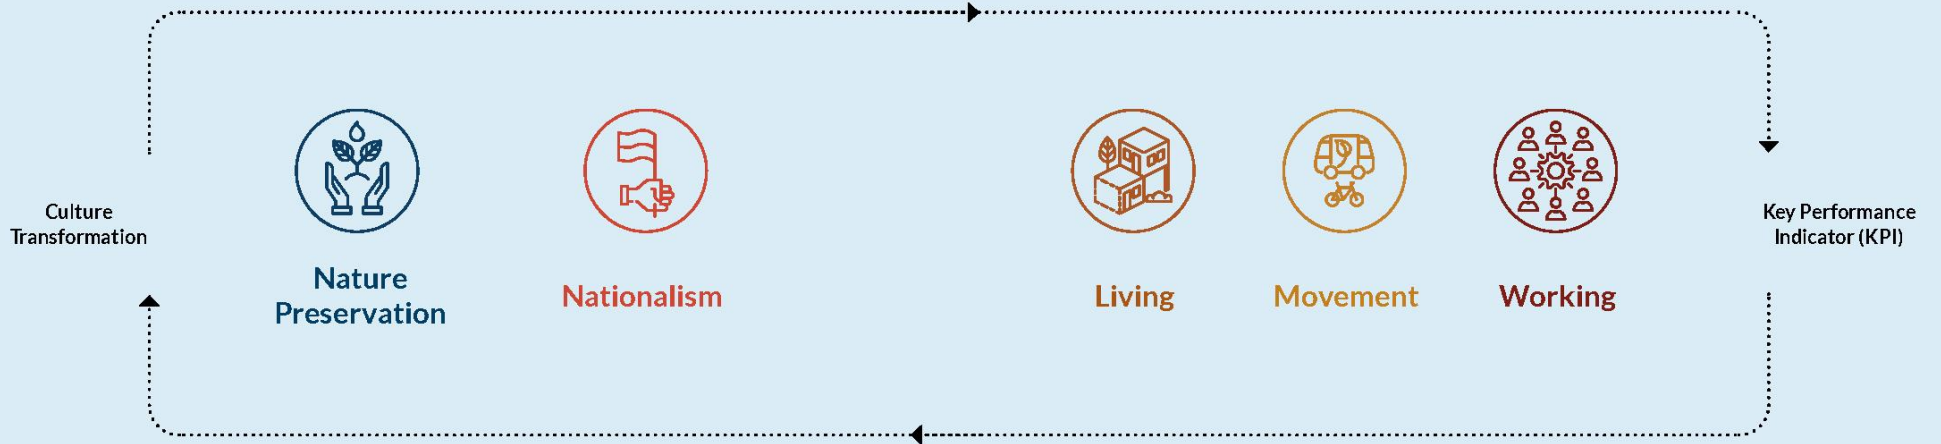 Culture
Transformation
Nature
Preservation
Nationalism
Living
Movement
Working
Key Performance
Indicator (KPI)